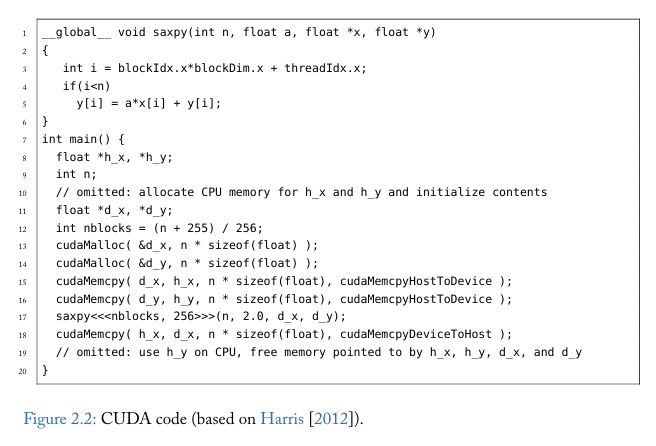 1 __global__ void saxpy(int n, float a, float *x, float *y)
2 {
3 int i = blockIdx.x*blockDim.x + threadIdx.x;
4 if(i<n)
5 y[i] = a*x[i] + y[i];
6 }
7 int main() {
8 float *h_x, *h_y;
9 int n;
10 // omitted: allocate CPU memory for h_x and h_y and initialize contents
11 float *d_x, *d_y;
12 int nblocks = (n + 255) / 256;
13 cudaMalloc( &d_x, n * sizeof(float) );
14 cudaMalloc( &d_y, n * sizeof(float) );
15 cudaMemcpy( d_x, h_x, n * sizeof(float), cudaMemcpyHostToDevice );
16 cudaMemcpy( d_y, h_y, n * sizeof(float), cudaMemcpyHostToDevice );
17 saxpy<<<nblocks, 256>>>(n, 2.0, d_x, d_y);
18 cudaMemcpy( h_x, d_x, n * sizeof(float), cudaMemcpyDeviceToHost );
19 // omitted: use h_y on CPU, free memory pointed to by h_x, h_y, d_x, and d_y
20 }
Figure 2.2: CUDA code (based on Harris [2012]).